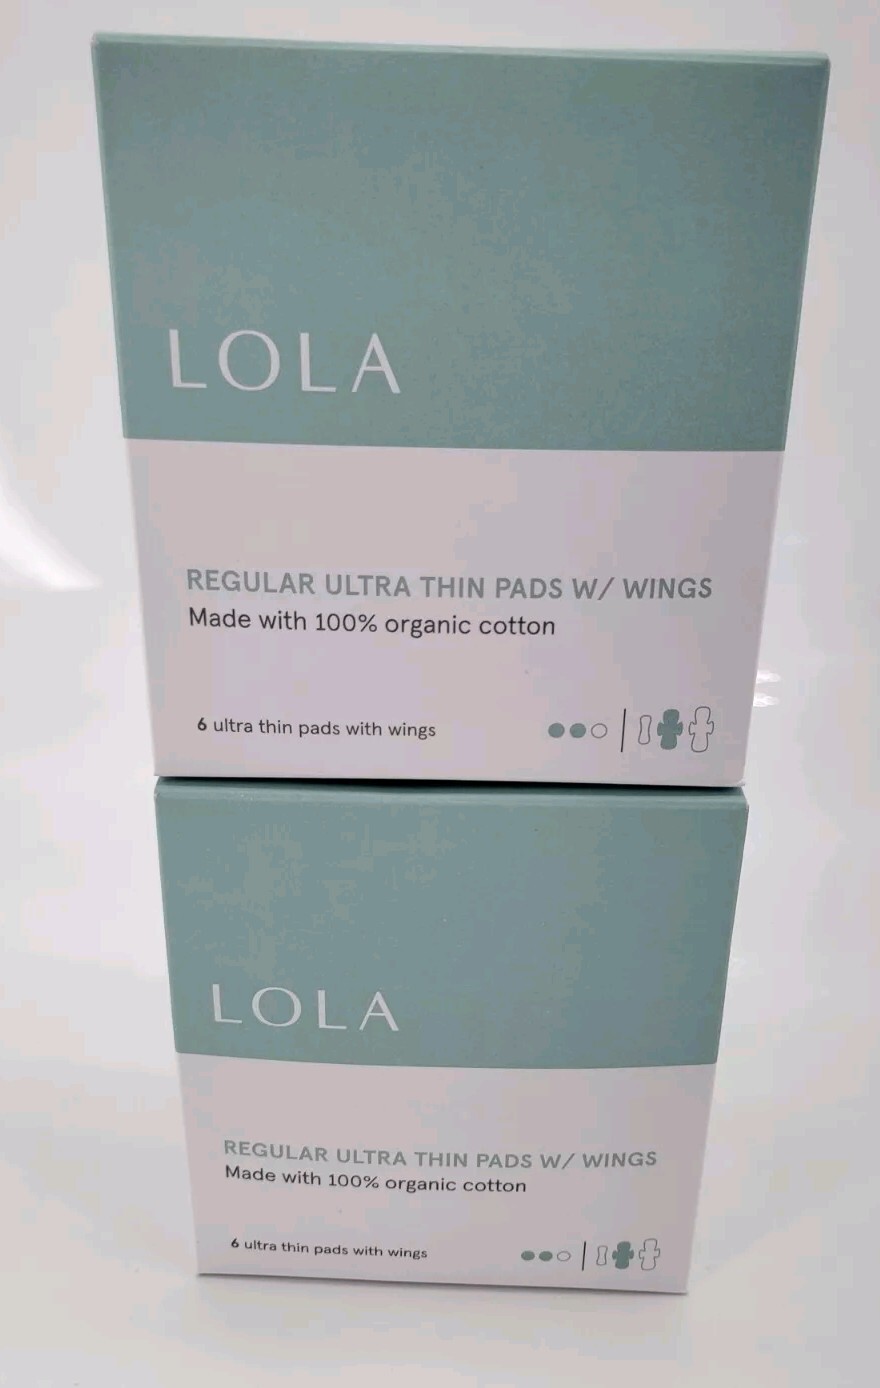 LOLA
REGULAR ULTRA THIN PADS W/ WINGS
Made with 100% organic cotton
6 ultra thin pads with wings
LOLA
REGULAR ULTRA THIN PADS W/ WINGS
Made with 100% organic cotton
6 ultra thin pads with wings